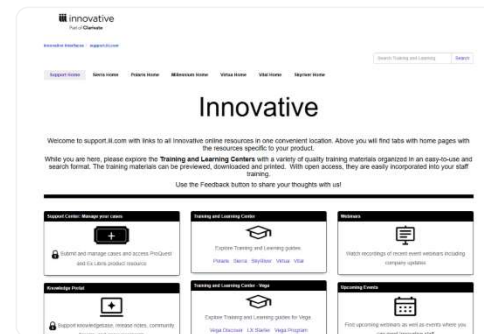 innovative
Part of Clarivate
Innovative Interfaces support.iii.com
Search Training and Learning Search
Support Home Sierra Home Polaris Home Millennium Home Virtua Home Vital Home Skyriver Home
Innovative
Welcome to support.iii.com with links to all Innovative online resources in one convenient location. Above you will find tabs with home pages with
the resources specific to your product.
While you are here, please explore the Training and Learning Centers with a variety of quality training materials organized in an easy-to-use and
search format. The training materials can be previewed, downloaded and printed. With open access, they are easily incorporated into your staff
training.
Use the Feedback button to share your thoughts with us!
Support Center: Manage your cases
Submit and manage cases and access ProQuest
and Ex Libris product resource
Training and Learning Center
Explore Training and Learning guides
Polaris Sierra SkyRiver Virtua Vital
Webinars
Watch recordings of recent event webinars including
company updates
Knowledge Portal
Support knowledgebase, release notes, community
Training and Learning Center - Vega
Explore Training and Learning guides for Vega
Vega Discover LX Starter Vega Program
Upcoming Events
Find upcoming webinars as well as events where you